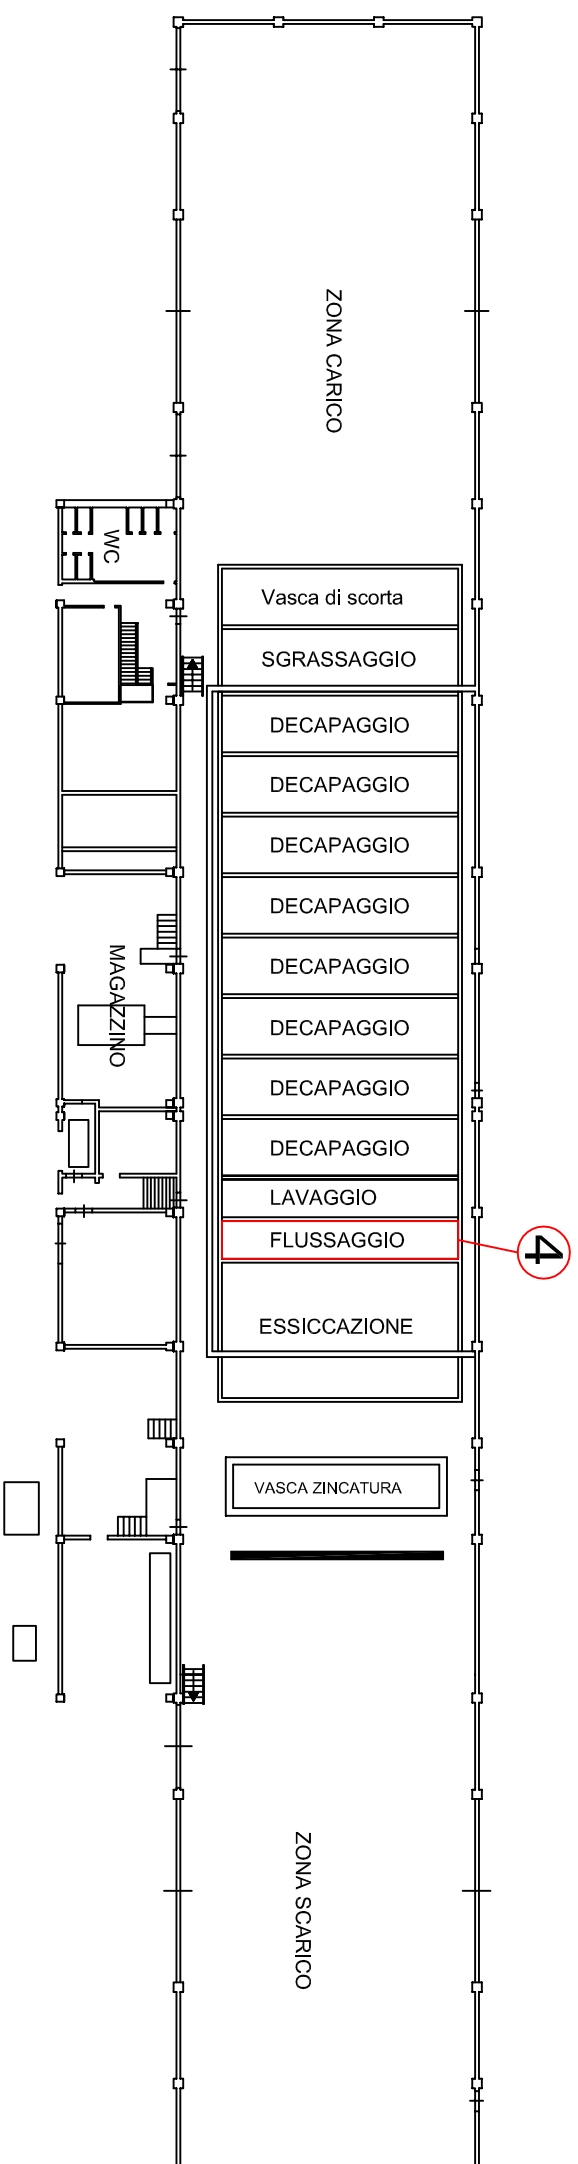 ZONA CARICO
WC
Vasca di scorta
SGRASSAGGIO
DECAPAGGIO
DECAPAGGIO
DECAPAGGIO
DECAPAGGIO
DECAPAGGIO
DECAPAGGIO
DECAPAGGIO
DECAPAGGIO
MAGAZZINO
LAVAGGIO
FLUSSAGGIO
4
ESSICCAZIONE
VASCA ZINCATURA
ZONA SCARICO